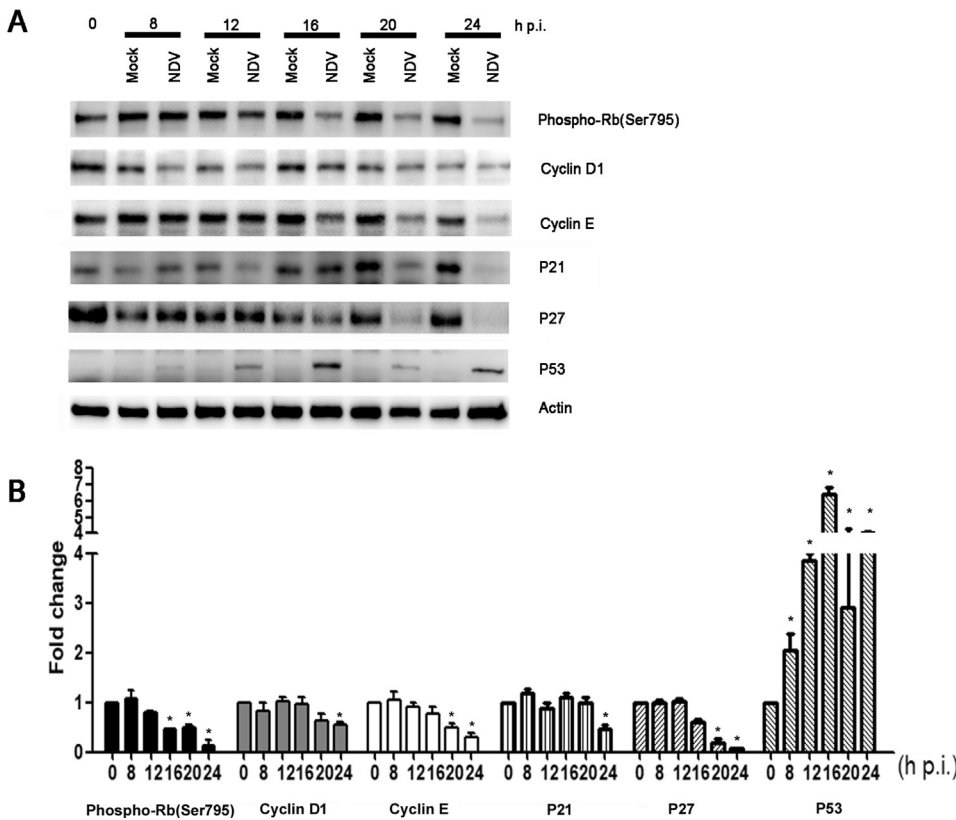 A
0 8 12 16 20 24 h p.i.
Mock NDV Mock NDV Mock NDV Mock NDV Mock NDV
Phospho-Rb(Ser795)
Cyclin D1
Cyclin E
P21
P27
P53
Actin
B
Fold change
8
7
6
5
4
4
3
2
1
0
* * * * * * * * * * * * * *
0 8 12 16 20 24 0 8 12 16 20 24 0 8 12 16 20 24 0 8 12 16 20 24 0 8 12 16 20 24 0 8 12 16 20 24 (h p.i.)
Phospho-Rb(Ser795) Cyclin D1 Cyclin E P21 P27 P53